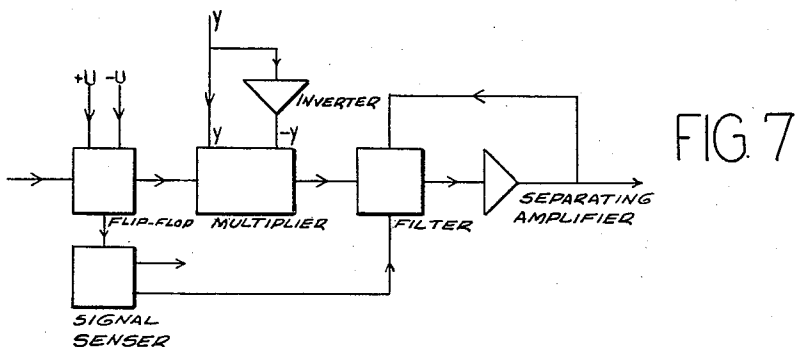 y
+U -U
INVERTER
y
-y
FIG. 7
FLIP-FLOP
MULTIPLIER
FILTER
SEPARATING
AMPLIFIER
SIGNAL
SENSER